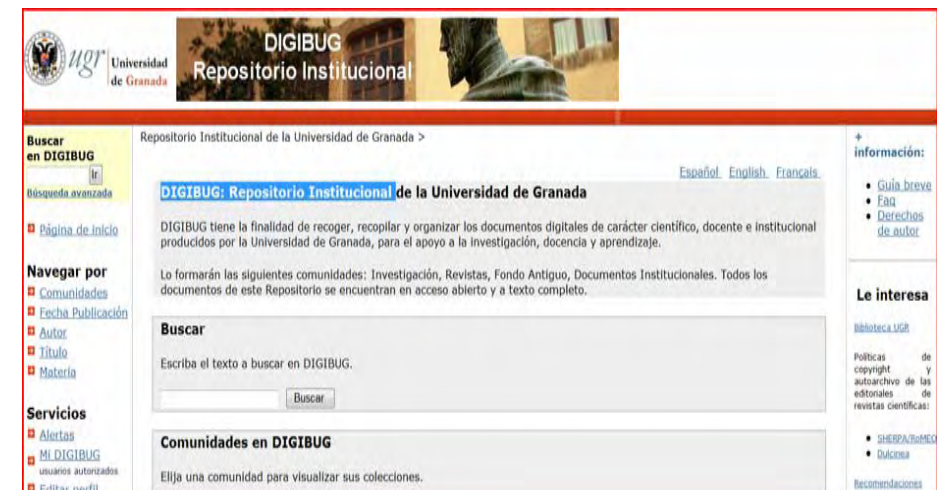 ugr
Universidad
de Granada
DIGIBUG
Repositorio Institucional
Buscar
en DIGIBUG
Ir
Búsqueda avanzada
Página de inicio
Navegar por
Comunidades
Fecha Publicación
Autor
Título
Materia
Servicios
Alertas
Mi DIGIBUG
usuarios autorizados
Editar perfil
Repositorio Institucional de la Universidad de Granada >
Español English Français
DIGIBUG: Repositorio Institucional de la Universidad de Granada
DIGIBUG tiene la finalidad de recoger, recopilar y organizar los documentos digitales de carácter científico, docente e institucional
producidos por la Universidad de Granada, para el apoyo a la investigación, docencia y aprendizaje.
Lo formarán las siguientes comunidades: Investigación, Revistas, Fondo Antiguo, Documentos Institucionales. Todos los
documentos de este Repositorio se encuentran en acceso abierto y a texto completo.
Buscar
Escriba el texto a buscar en DIGIBUG.
Buscar
Comunidades en DIGIBUG
Elija una comunidad para visualizar sus colecciones.
+
información:
Guía breve
Faq
Derechos
de autor
Le interesa
Biblioteca UGR
Políticas de
copyright y
autoarchivo de las
editoriales de
revistas científicas:
SHERPA/RoMEO
Dulcinea
Recomendaciones